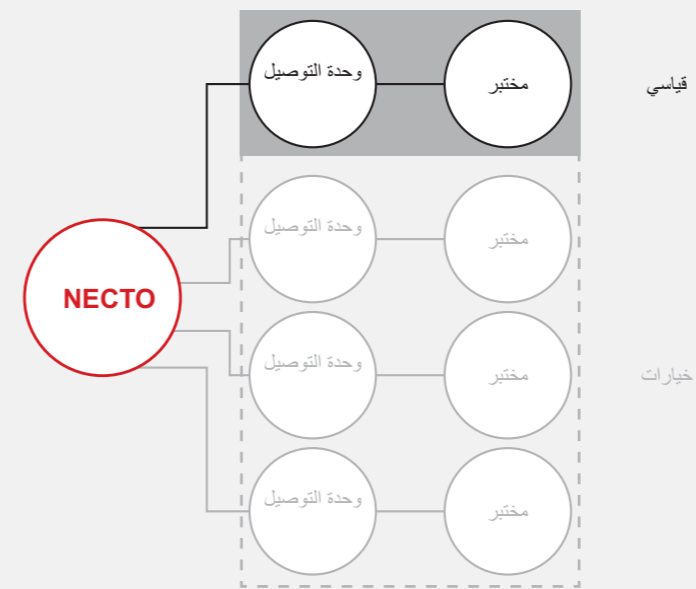 وحدة التوصيل
مختبر
قياسي
وحدة التوصيل
مختبر
NECTO
وحدة التوصيل
مختبر
خيارات
وحدة التوصيل
مختبر